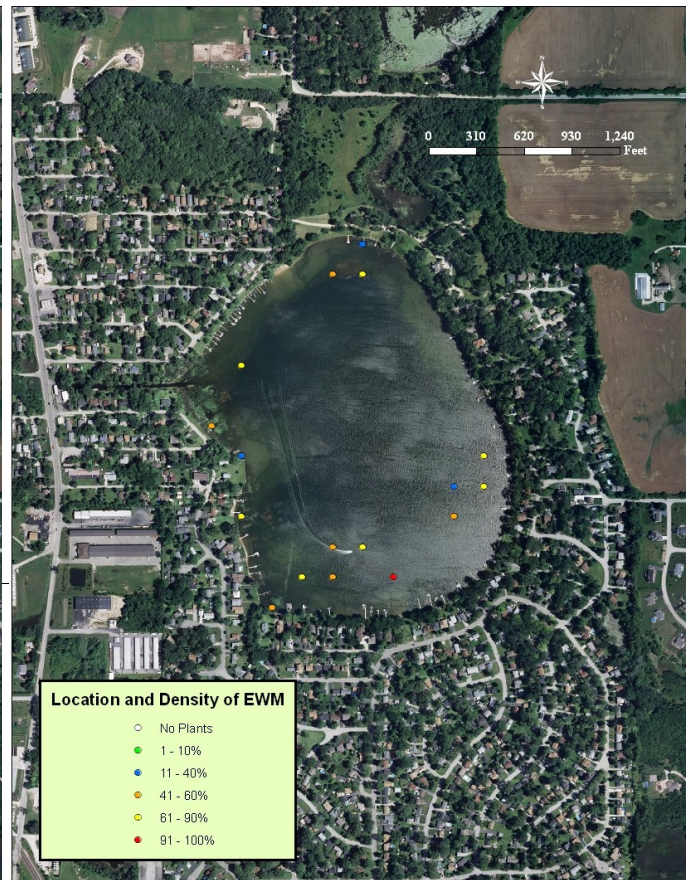 N
W E
S
0 310 620 930 1,240
Feet
Location and Density of EWM
No Plants
1 - 10%
11 - 40%
41 - 60%
61 - 90%
91 - 100%